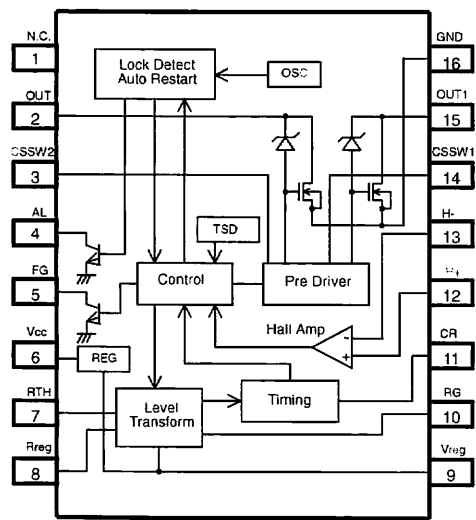 N.C.
1
OUT
2
CSSW2
3
AL
4
FG
5
Vcc
6
RTH
7
Rreg
8
GND
16
OUT1
15
CSSW1
14
H-
13
H+
12
CR
11
RG
10
Vreg
9
Lock Detect
Auto Restart
OSC
TSD
Control
Pre Driver
Hall Amp
-
+
REG
Level
Transform
Timing